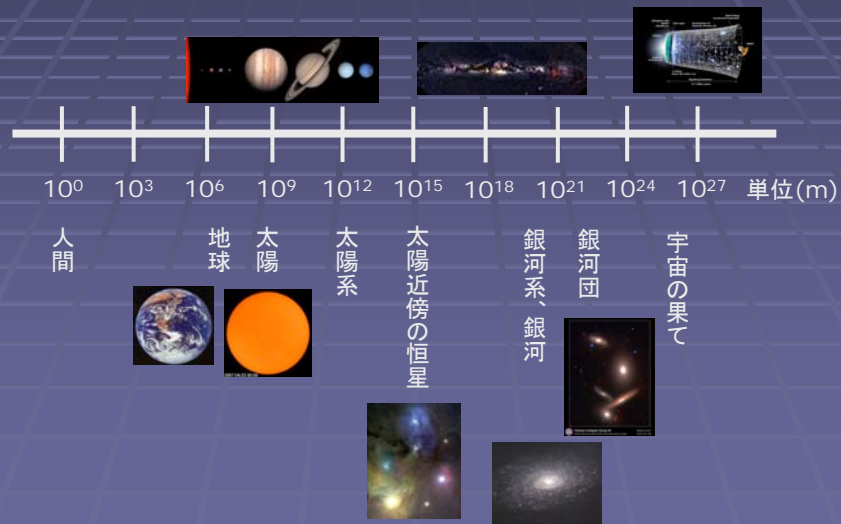 10⁰ 10³ 10⁶ 10⁹ 10¹² 10¹⁵ 10¹⁸ 10²¹ 10²⁴ 10²⁷ 単位(m)
人間
地球
太陽
太陽系
太陽近傍の恒星
銀河系、銀河
銀河団
宇宙の果て